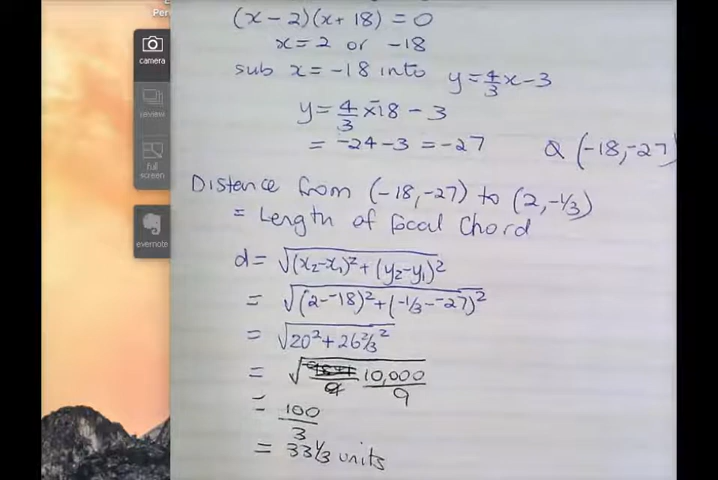 Per
camera
review
full
screen
evernote
(x-2)(x+18)=0
x=2 or -18
sub x=-18 into y=4/3x-3
y=4/3×-18-3
= -24-3=-27 Q (-18,-27)
Distance from (-18,-27) to (2,-1/3)
= Length of focal Chord
d= √(x₂-x₁)²+(y₂-y₁)²
= √(2--18)²+(-1/3--27)²
= √20²+26⅔²
= √10,000/9
= 100/3
= 33⅓ units